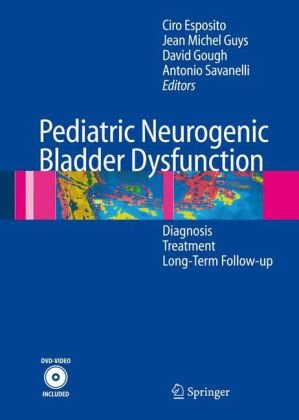 Ciro Esposito
Jean Michel Guys
David Gough
Antonio Savanelli
Editors
Pediatric Neurogenic
Bladder Dysfunction
Diagnosis
Treatment
Long-Term Follow-up
DVD-VIDEO
INCLUDED
Springer